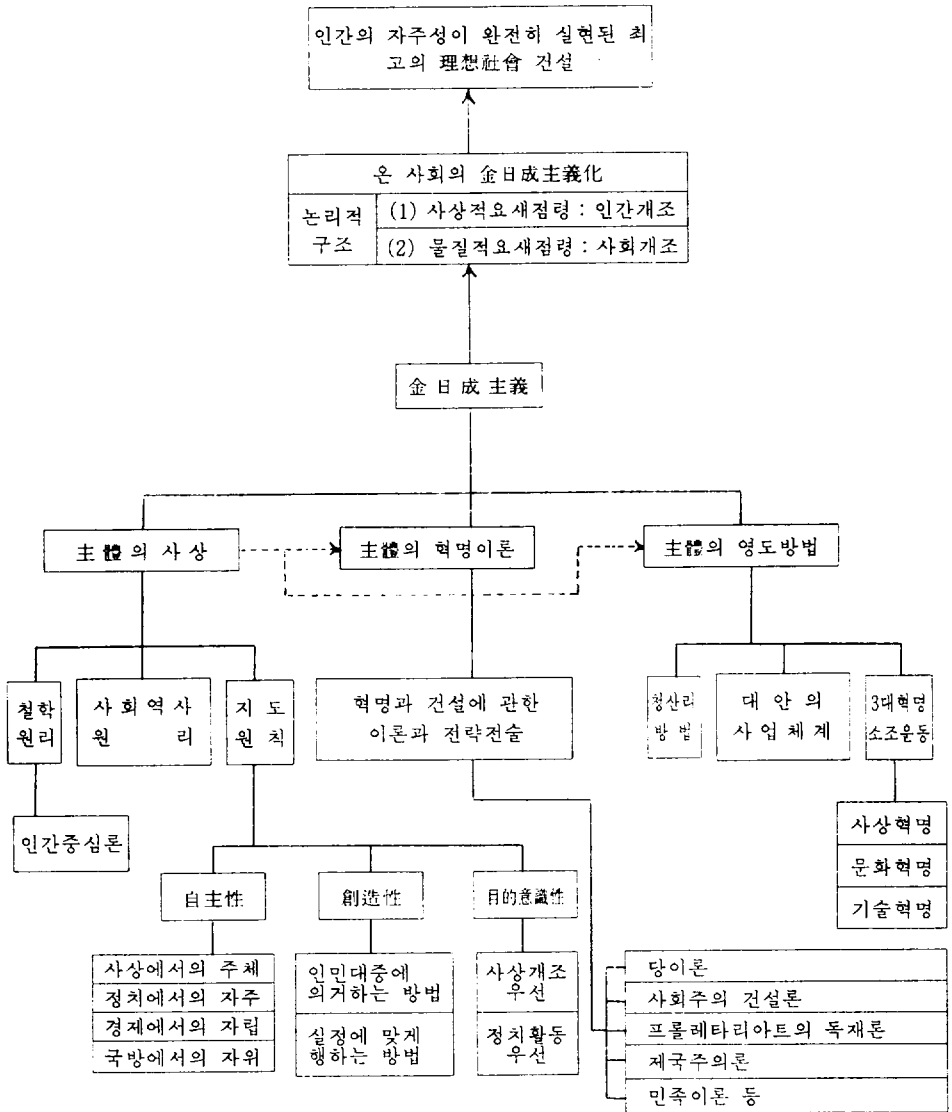 인간의 자주성이 완전히 실현된 최
고의 理想社會 건설
온 사회의 金日成主義化
논리적
구조
(1) 사상적요새점령 : 인간개조
(2) 물질적요새점령 : 사회개조
金日成主義
主體의 사상
主體의 혁명이론
主體의 영도방법
철학
원리
사회역사
원 리
지도
원칙
혁명과 건설에 관한
이론과 전략전술
청산리
방법
대안의
사업체계
3대혁명
소조운동
인간중심론
사상혁명
문화혁명
기술혁명
自主性
創造性
目的意識性
사상에서의 주체
정치에서의 자주
경제에서의 자립
국방에서의 자위
인민대중에
의거하는 방법
실정에 맞게
행하는 방법
사상개조
우선
정치활동
우선
당이론
사회주의 건설론
프롤레타리아트의 독재론
제국주의론
민족이론 등